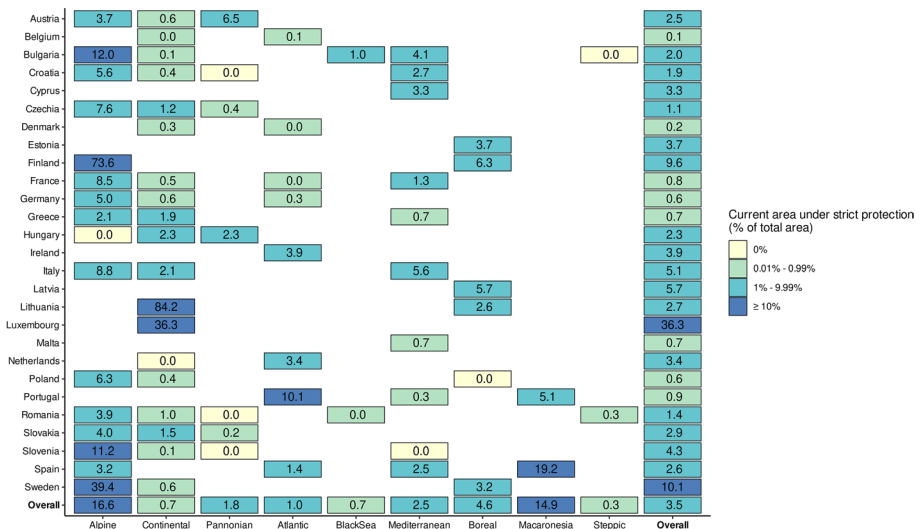 Austria 3.7 0.6 6.5 2.5
Belgium 0.0 0.1 0.1
Bulgaria 12.0 0.1 1.0 4.1 0.0 2.0
Croatia 5.6 0.4 0.0 2.7 1.9
Cyprus 3.3 3.3
Czechia 7.6 1.2 0.4 1.1
Denmark 0.3 0.0 0.2
Estonia 3.7 3.7
Finland 73.6 6.3 9.6
France 8.5 0.5 0.0 1.3 0.8
Germany 5.0 0.6 0.3 0.6
Greece 2.1 1.9 0.7 0.7
Hungary 0.0 2.3 2.3 2.3
Ireland 3.9 3.9
Italy 8.8 2.1 5.6 5.1
Latvia 5.7 5.7
Lithuania 84.2 2.6 2.7
Luxembourg 36.3 36.3
Malta 0.7 0.7
Netherlands 0.0 3.4 3.4
Poland 6.3 0.4 0.0 0.6
Portugal 10.1 0.3 5.1 0.9
Romania 3.9 1.0 0.0 0.0 0.3 1.4
Slovakia 4.0 1.5 0.2 2.9
Slovenia 11.2 0.1 0.0 0.0 4.3
Spain 3.2 1.4 2.5 19.2 2.6
Sweden 39.4 0.6 3.2 10.1
Overall 16.6 0.7 1.8 1.0 0.7 2.5 4.6 14.9 0.3 3.5
Alpine Continental Pannonian Atlantic BlackSea Mediterranean Boreal Macaronesia Steppic Overall
Current area under strict protection
(% of total area)
0%
0.01% - 0.99%
1% - 9.99%
≥ 10%